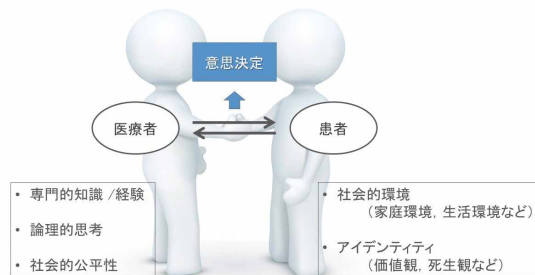 意思決定
医療者
患者
• 専門的知識 /経験
• 論理的思考
• 社会的公平性
• 社会的環境
（家庭環境, 生活環境など）
• アイデンティティ
（価値観, 死生観など）